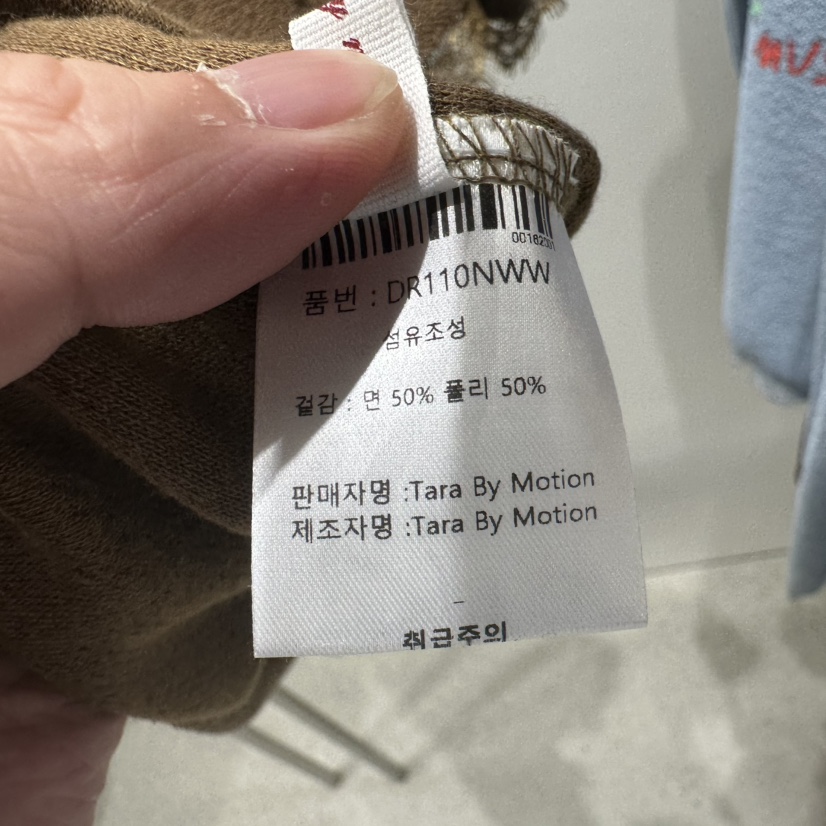 품번 : DR110NWW
섬유조성
겉감 : 면 50% 폴리 50%
판매자명 :Tara By Motion
제조자명 :Tara By Motion
취급주의